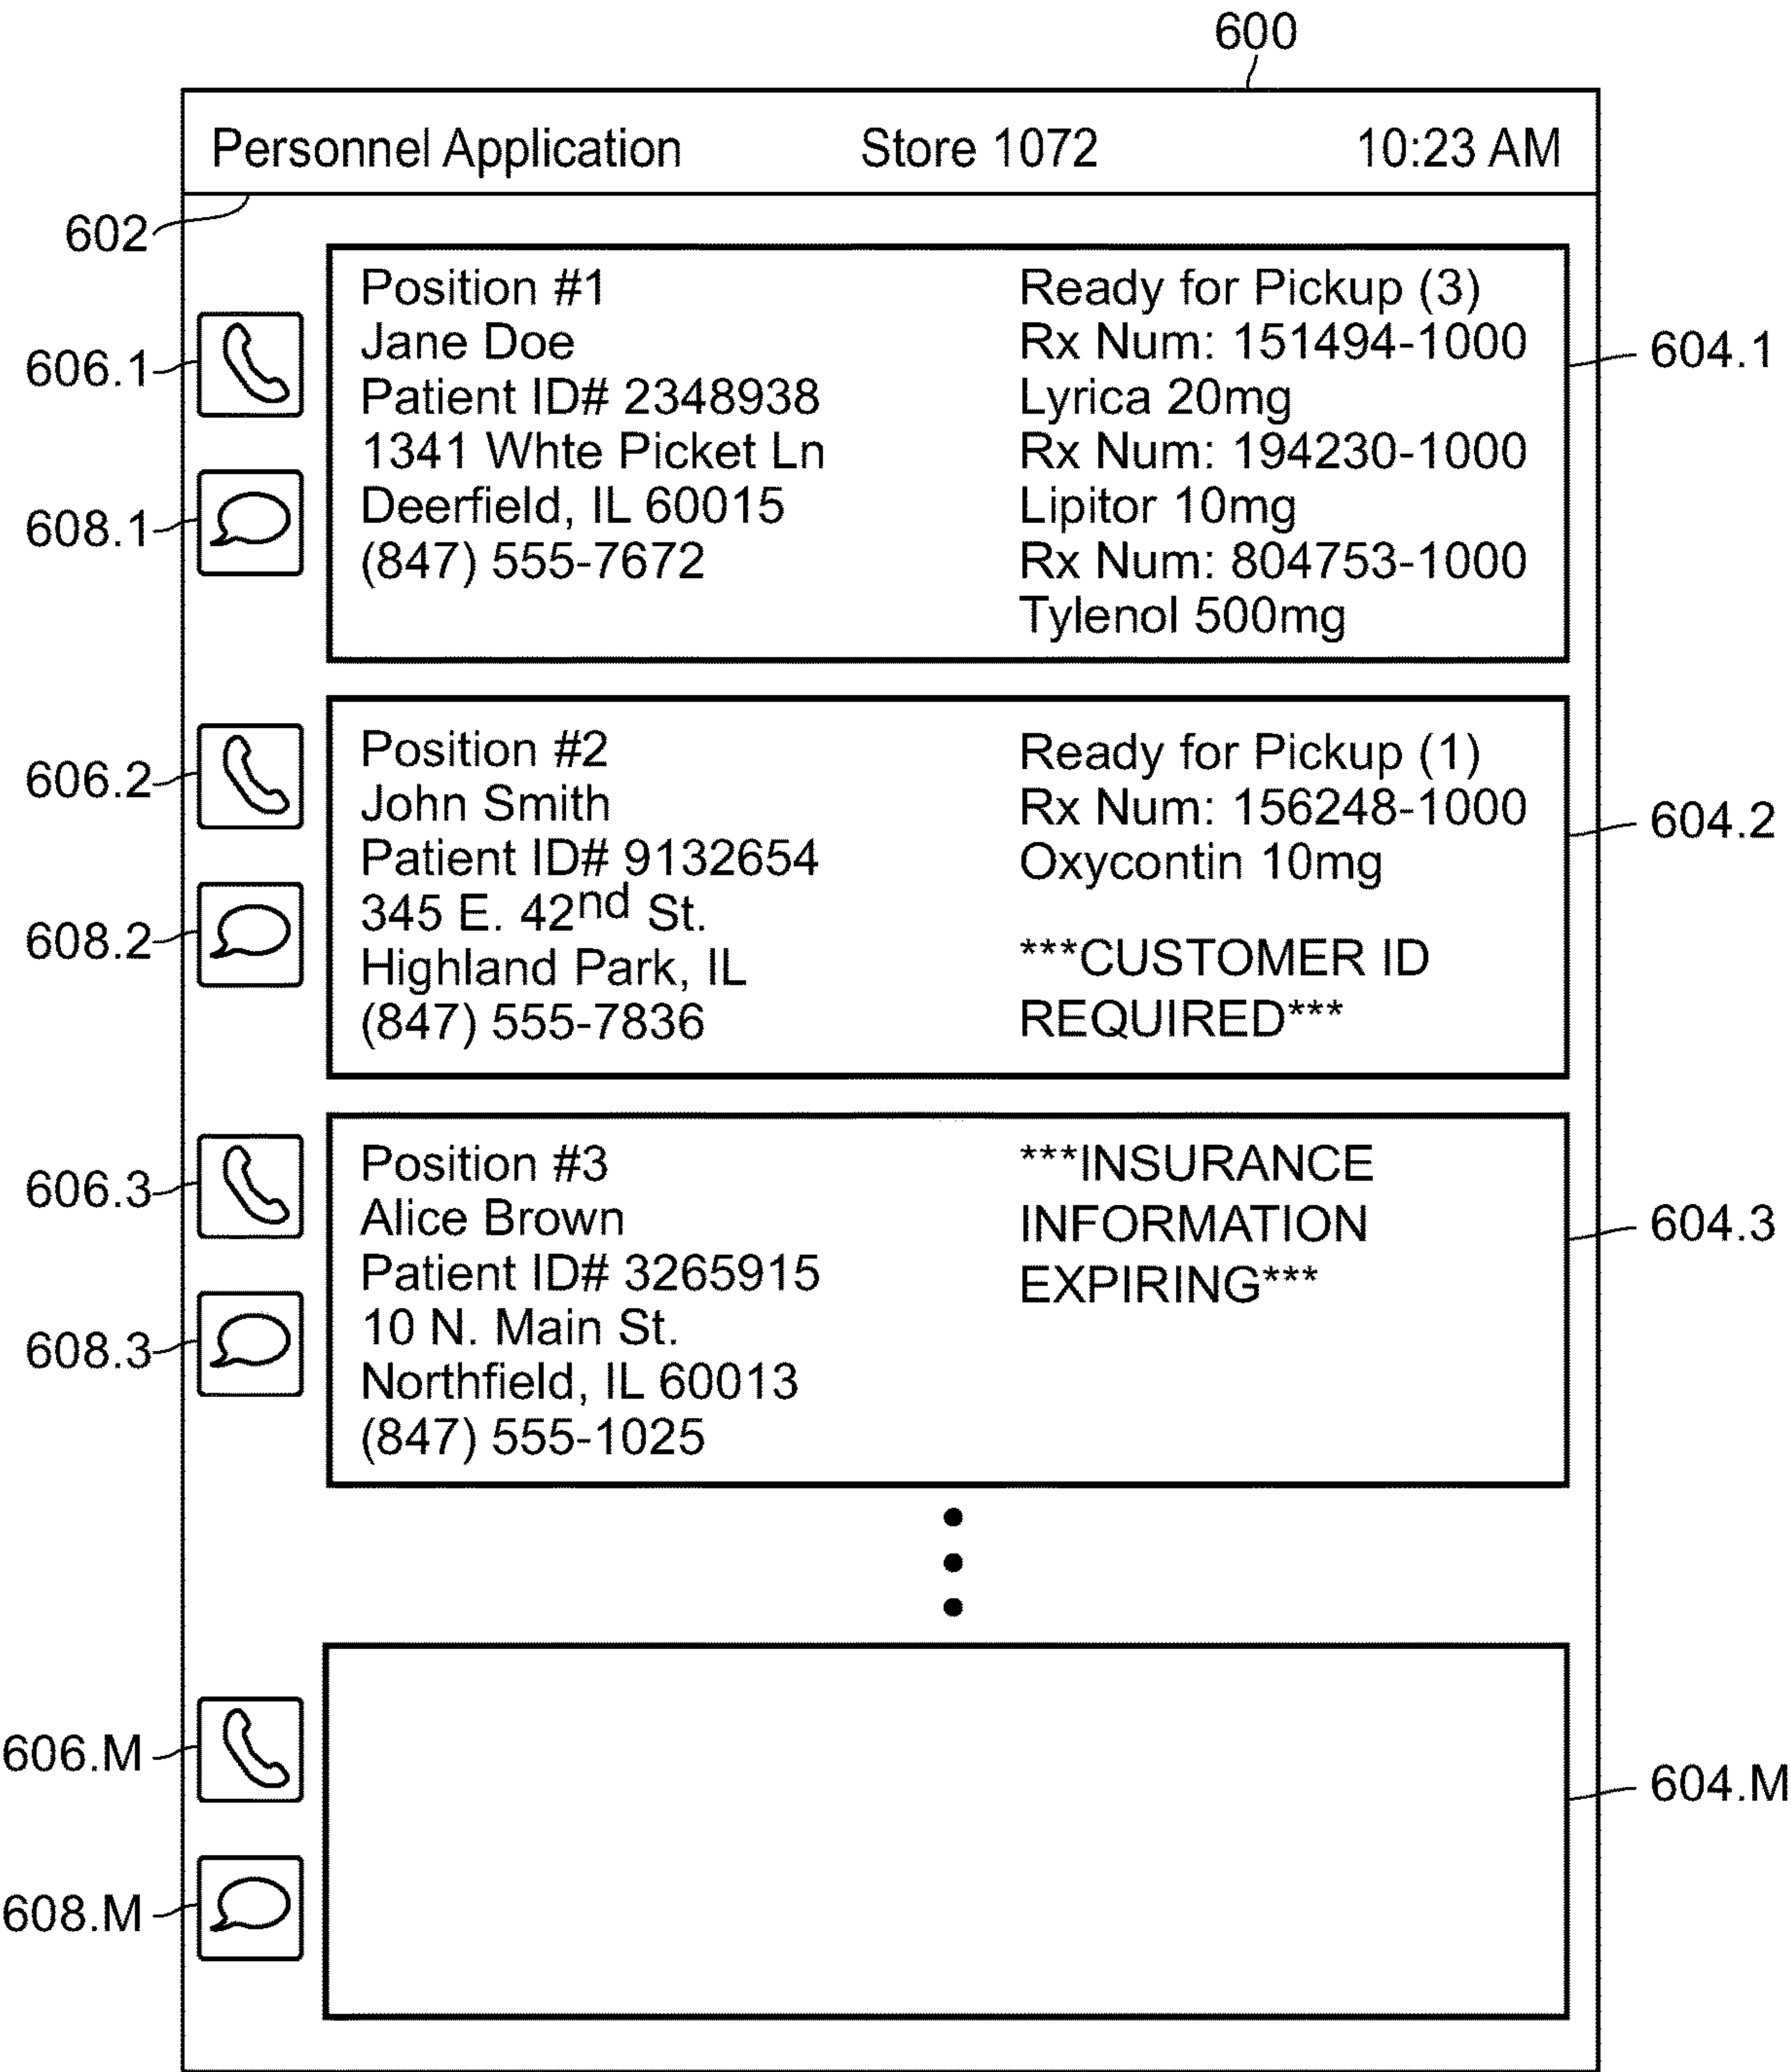 600
Personnel Application Store 1072 10:23 AM
602
Position #1
Jane Doe
Patient ID# 2348938
1341 Whte Picket Ln
Deerfield, IL 60015
(847) 555-7672
Ready for Pickup (3)
Rx Num: 151494-1000
Lyrica 20mg
Rx Num: 194230-1000
Lipitor 10mg
Rx Num: 804753-1000
Tylenol 500mg
606.1
608.1
604.1
Position #2
John Smith
Patient ID# 9132654
345 E. 42nd St.
Highland Park, IL
(847) 555-7836
Ready for Pickup (1)
Rx Num: 156248-1000
Oxycontin 10mg
***CUSTOMER ID
REQUIRED***
606.2
608.2
604.2
Position #3
Alice Brown
Patient ID# 3265915
10 N. Main St.
Northfield, IL 60013
(847) 555-1025
***INSURANCE
INFORMATION
EXPIRING***
606.3
608.3
604.3
606.M
608.M
604.M